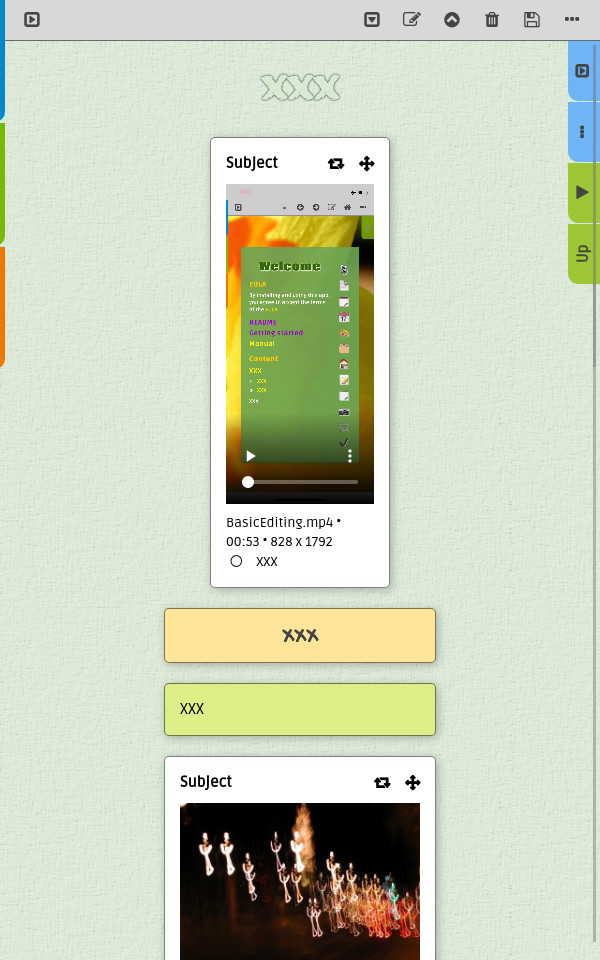 xxx
Subject
Welcome
EULA
By installing and using this app,
you agree to accept the terms
of the EULA
README
Getting started
Manual
Content
XXX
> xxx
> xxx
xxx
BasicEditing.mp4 •
00:53 • 828 x 1792
XXX
xxx
XXX
Subject
Up